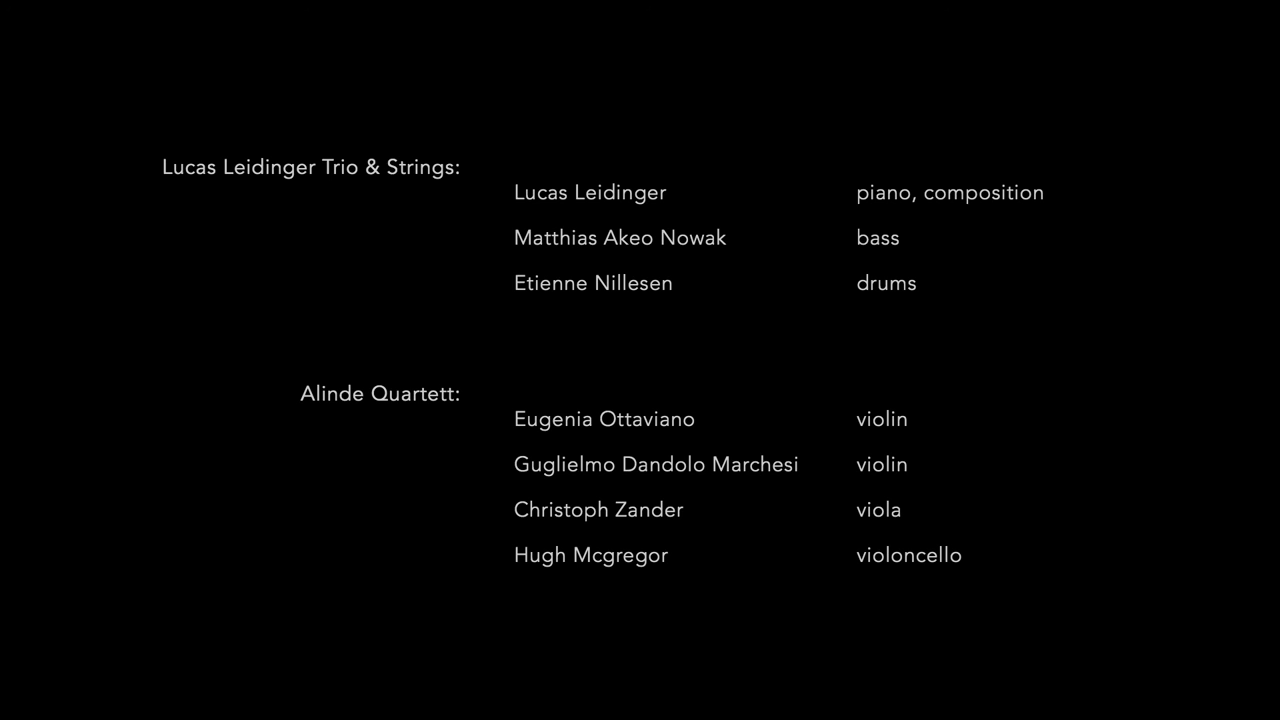 Lucas Leidinger Trio & Strings:
Lucas Leidinger piano, composition
Matthias Akeo Nowak bass
Etienne Nillesen drums
Alinde Quartett:
Eugenia Ottaviano violin
Guglielmo Dandolo Marchesi violin
Christoph Zander viola
Hugh Mcgregor violoncello